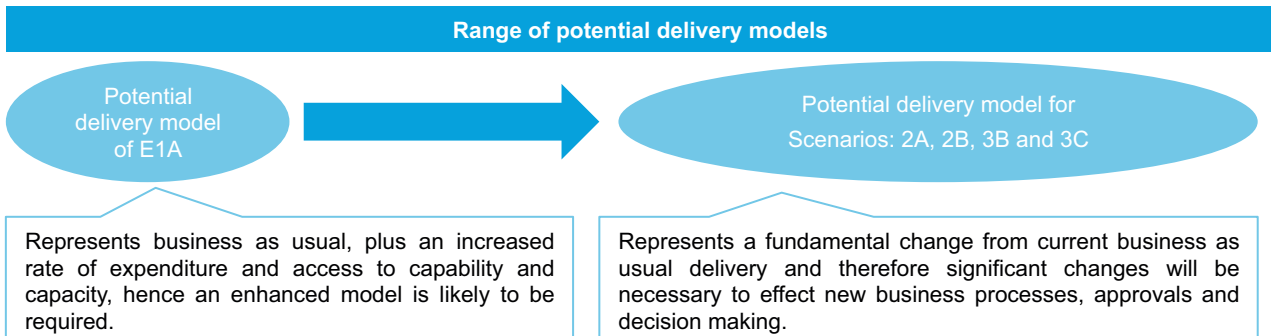 Range of potential delivery models
Potential
delivery model
of E1A
Potential delivery model for
Scenarios: 2A, 2B, 3B and 3C
Represents business as usual, plus an increased
rate of expenditure and access to capability and
capacity, hence an enhanced model is likely to be
required.
Represents a fundamental change from current business as
usual delivery and therefore significant changes will be
necessary to effect new business processes, approvals and
decision making.